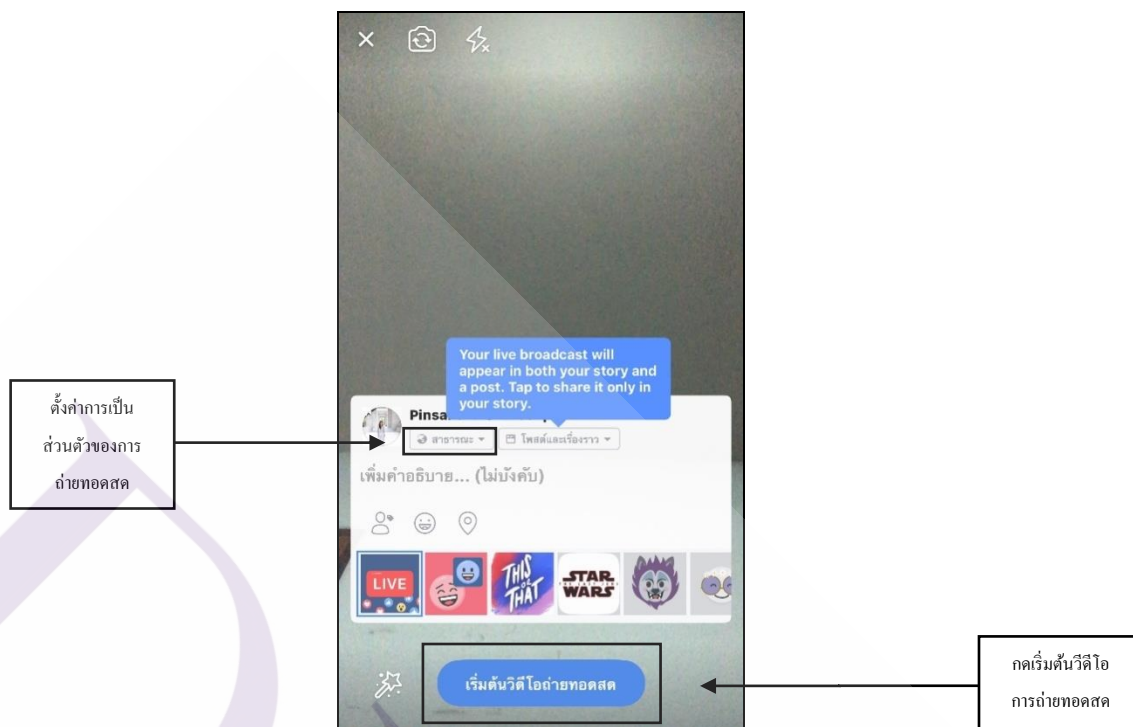 Your live broadcast will
appear in both your story and
a post. Tap to share it only in
your story.
ตั้งค่าการเป็น
ส่วนตัวของการ
ถ่ายทอดสด
สาธารณะ
โพสต์และเรื่องราว
เพิ่มคำอธิบาย... (ไม่บังคับ)
LIVE
THIS
OR
THAT
STAR
WARS
เริ่มต้นวิดีโอถ่ายทอดสด
กดเริ่มต้นวีดีโอ
การถ่ายทอดสด